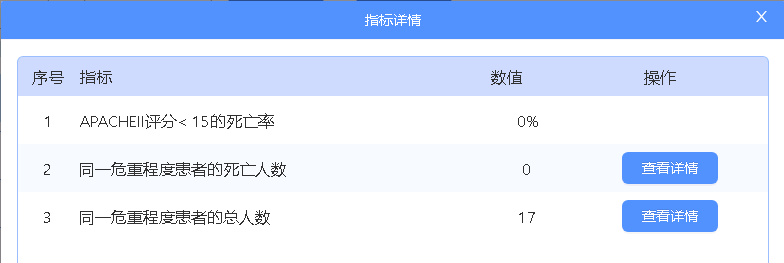 指标详情
序号 指标 数值 操作
1 APACHEII评分< 15的死亡率 0%
2 同一危重程度患者的死亡人数 0 查看详情
3 同一危重程度患者的总人数 17 查看详情